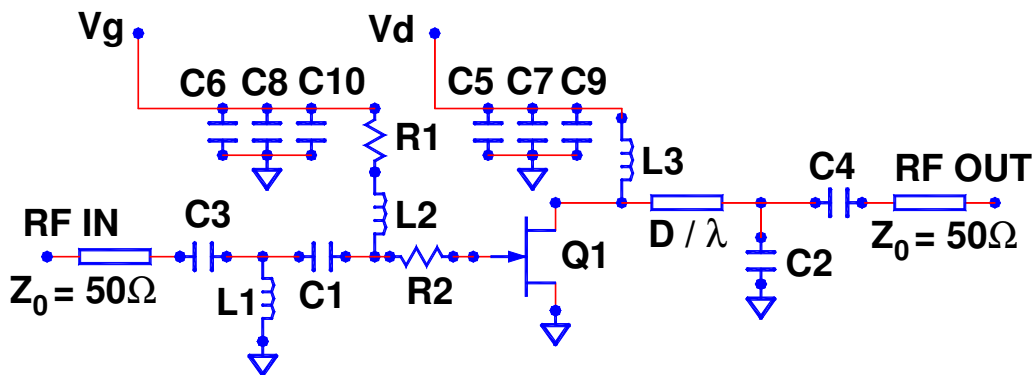 Vg
Vd
C6 C8 C10
C5 C7 C9
R1
L3
C4
RF OUT
RF IN
C3
L2
D / λ
Z0 = 50Ω
Q1
C2
Z0 = 50Ω
L1
C1
R2